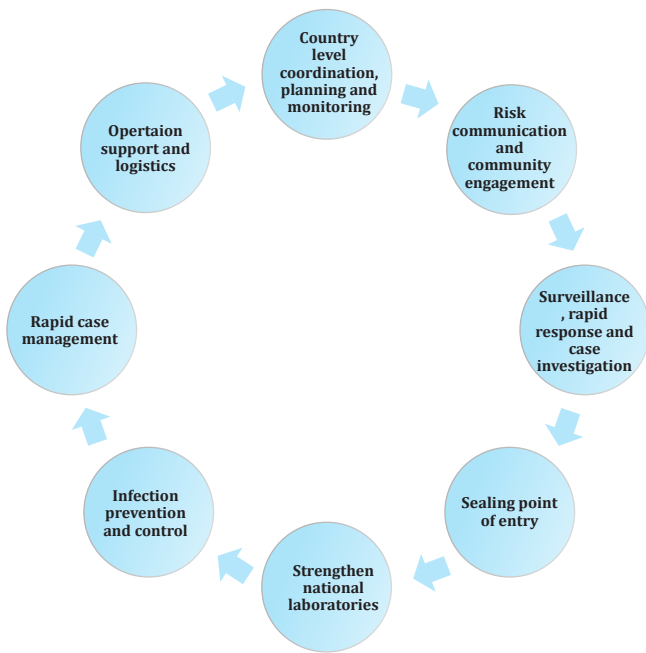 Country
level
coordination,
planning and
monitoring
Risk
communication
and
community
engagement
Surveillance
, rapid
response and
case
investigation
Sealing point
of entry
Strengthen
national
laboratories
Infection
prevention
and control
Rapid case
management
Opertaion
support and
logistics